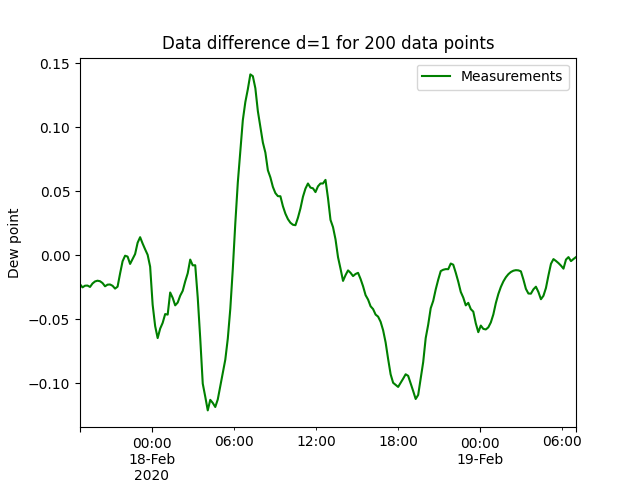 Data difference d=1 for 200 data points
Measurements
Dew point
0.15
0.10
0.05
0.00
−0.05
−0.10
00:00
18-Feb
2020
06:00
12:00
18:00
00:00
19-Feb
06:00